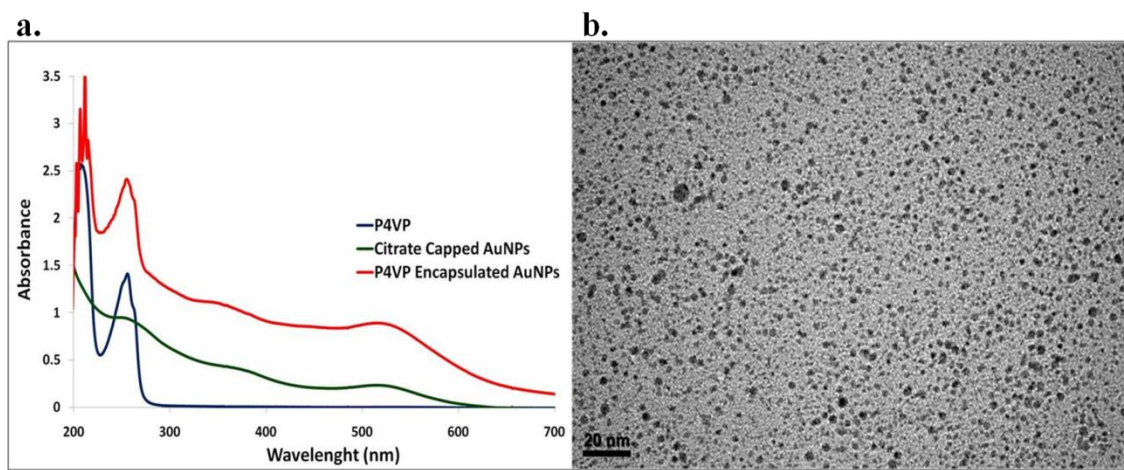 a.
b.
3.5
3
2.5
2
1.5
1
0.5
0
Absorbance
P4VP
Citrate Capped AuNPs
P4VP Encapsulated AuNPs
200 300 400 500 600 700
Wavelenght (nm)
20 nm